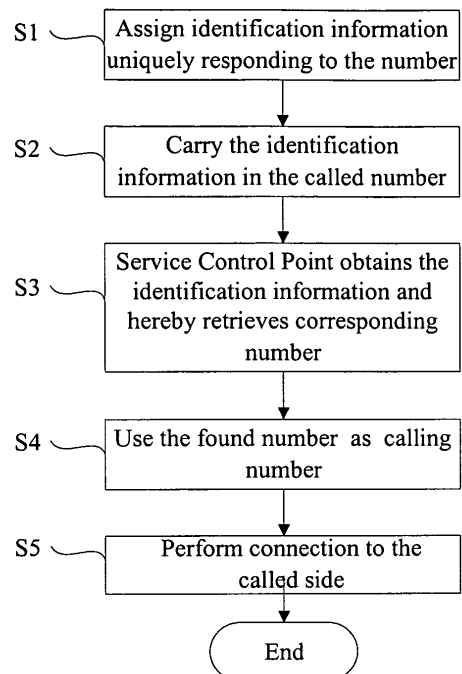 S1
Assign identification information
uniquely responding to the number
S2
Carry the identification
information in the called number
S3
Service Control Point obtains the
identification information and
hereby retrieves corresponding
number
S4
Use the found number as calling
number
S5
Perform connection to the
called side
End